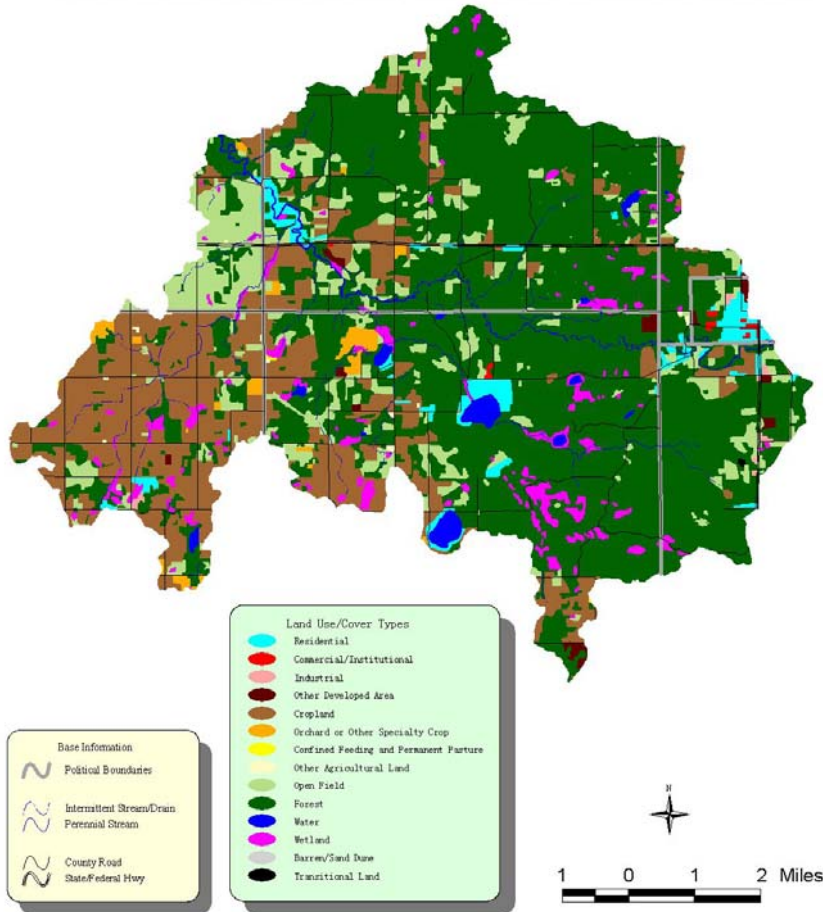 Land Use/Cover Types
Residential
Commercial/Institutional
Industrial
Other Developed Area
Cropland
Orchard or Other Specialty Crop
Confined Feeding and Permanent Pasture
Other Agricultural Land
Open Field
Forest
Water
Wetland
Barren/Sand Dune
Transitional Land
Base Information
Political Boundaries
Intermittent Stream/Drain
Perennial Stream
County Road
State/Federal Hwy
N
1 0 1 2 Miles